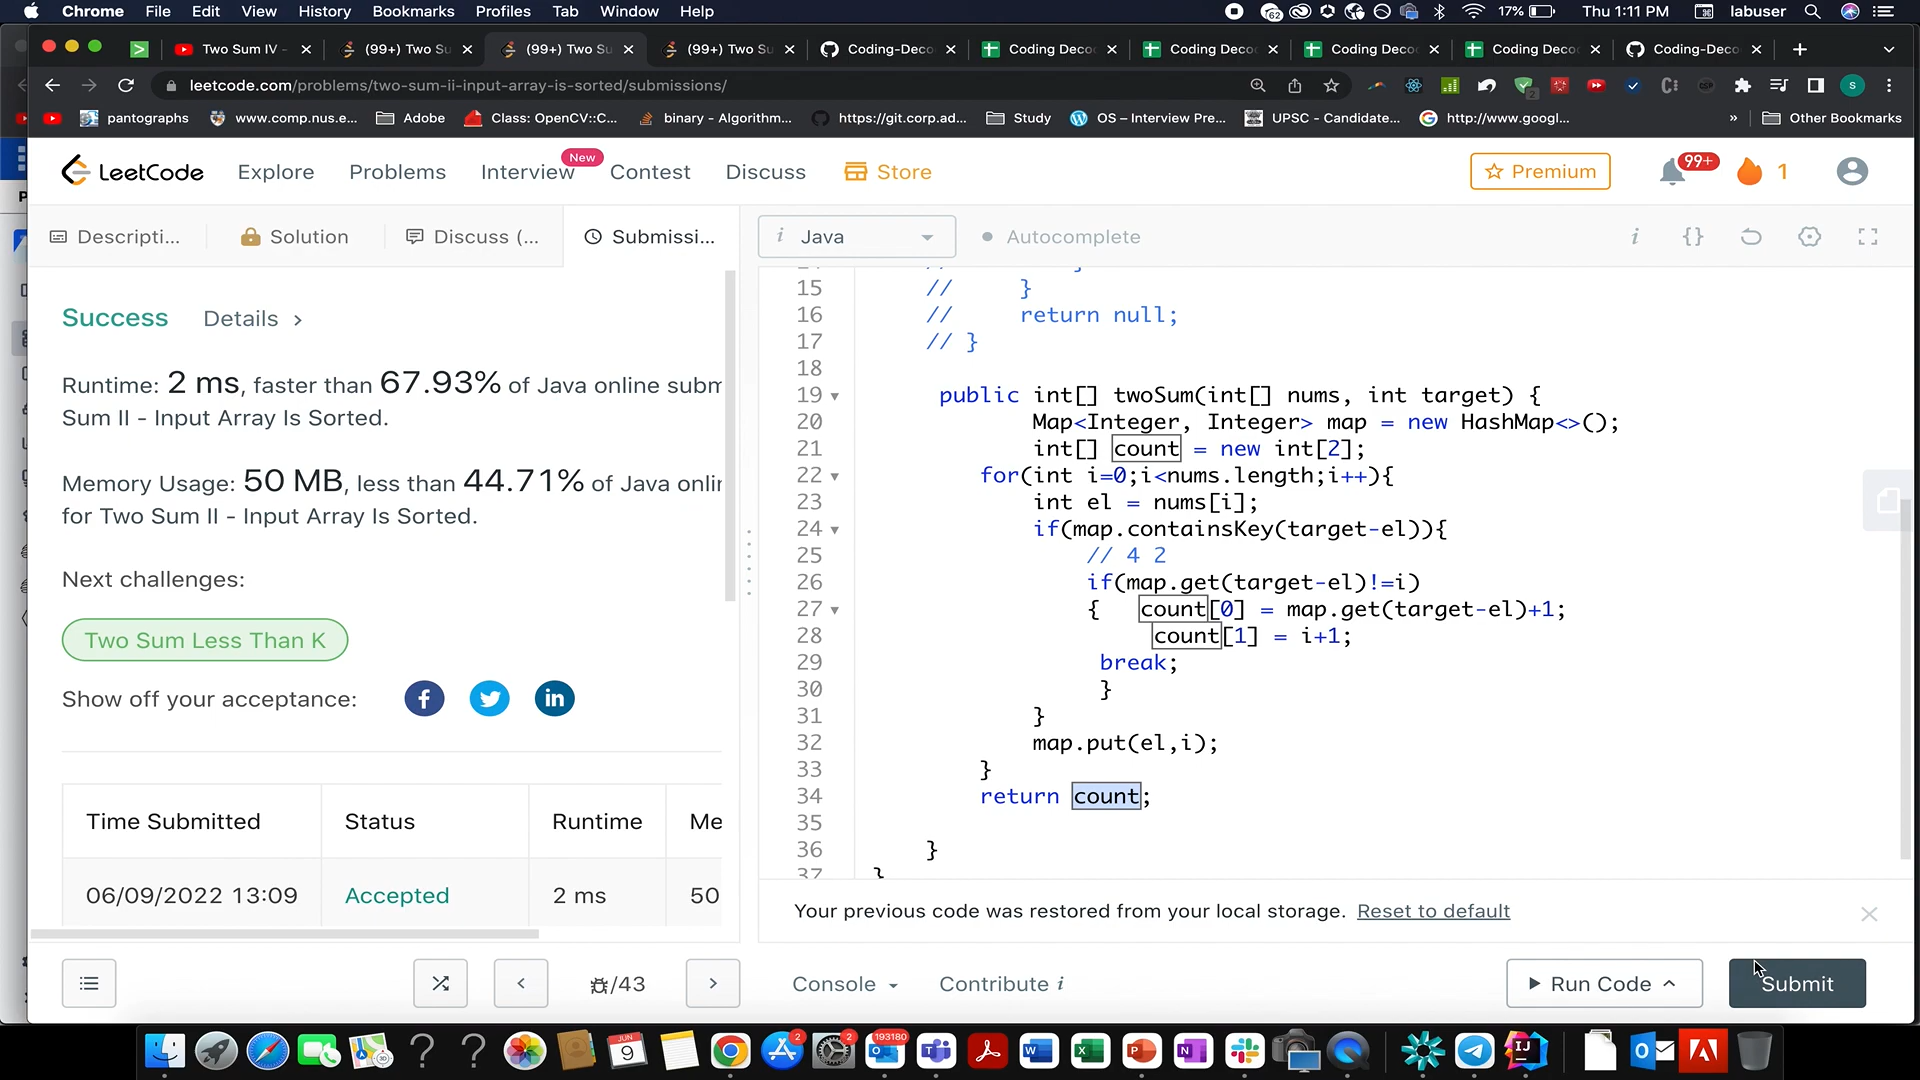 Chrome File Edit View History Bookmarks Profiles Tab Window Help 62 17% Thu 1:11 PM labuser
Two Sum IV - (99+) Two Su (99+) Two Su (99+) Two Su Coding-Deco Coding Deco Coding Deco Coding Deco Coding Deco Coding-Deco
leetcode.com/problems/two-sum-ii-input-array-is-sorted/submissions/ 2 S
pantographs www.comp.nus.e... Adobe Class: OpenCV::C... binary - Algorithm... https://git.corp.ad... Study OS – Interview Pre... UPSC - Candidate... http://www.googl... » Other Bookmarks
LeetCode Explore Problems Interview New Contest Discuss Store Premium 99+ 1
Descripti... Solution Discuss (... Submissi... i Java Autocomplete i {}
Success Details >
Runtime: 2 ms, faster than 67.93% of Java online subm
Sum II - Input Array Is Sorted.
Memory Usage: 50 MB, less than 44.71% of Java onlin
for Two Sum II - Input Array Is Sorted.
Next challenges:
Two Sum Less Than K
Show off your acceptance:
Time Submitted Status Runtime Me
06/09/2022 13:09 Accepted 2 ms 50
15 // }
16 // return null;
17 // }
18
19 public int[] twoSum(int[] nums, int target) {
20 Map<Integer, Integer> map = new HashMap<>();
21 int[] count = new int[2];
22 for(int i=0;i<nums.length;i++){
23 int el = nums[i];
24 if(map.containsKey(target-el)){
25 // 4 2
26 if(map.get(target-el)!=i)
27 { count[0] = map.get(target-el)+1;
28 count[1] = i+1;
29 break;
30 }
31 }
32 map.put(el,i);
33 }
34 return count;
35
36 }
37 }
Your previous code was restored from your local storage. Reset to default
/43 Console Contribute i Run Code Submit
JUN 9 2 2 193180